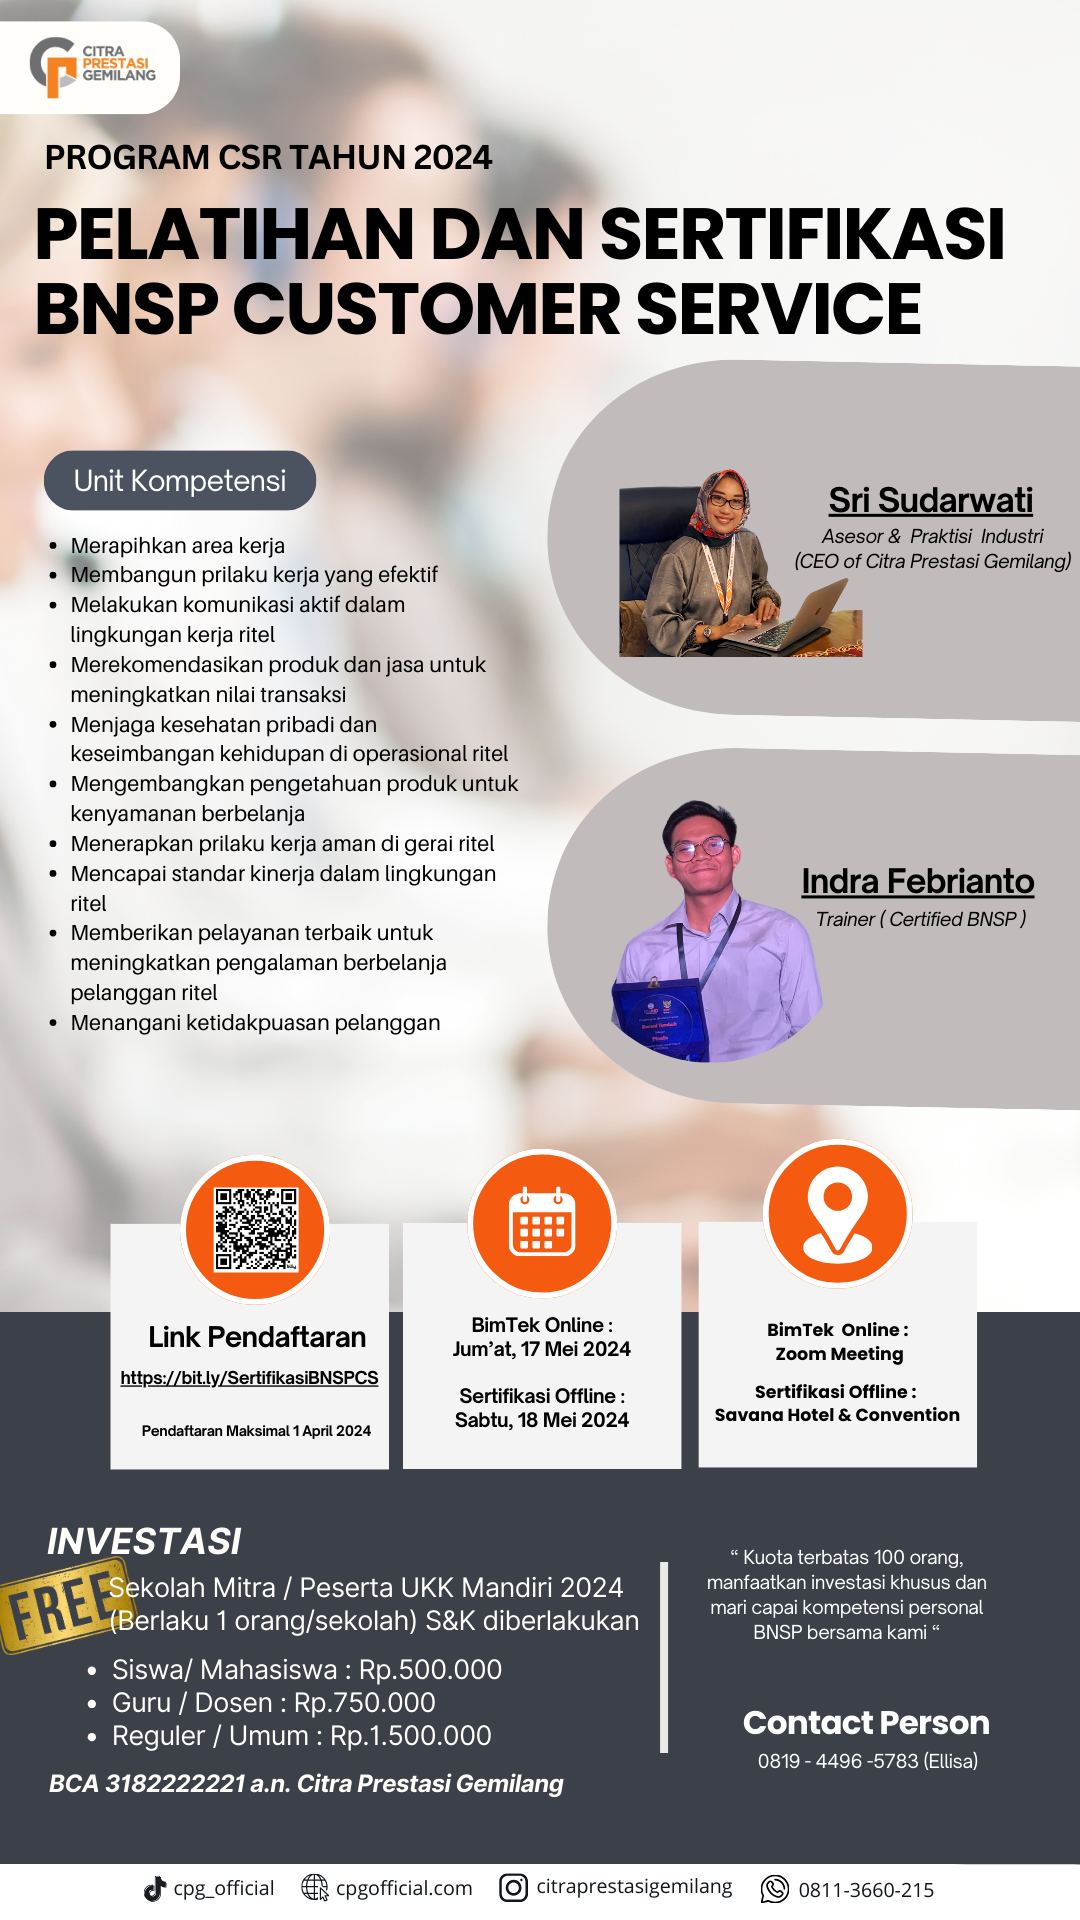 CITRA
PRESTASI
GEMILANG
PROGRAM CSR TAHUN 2024
PELATIHAN DAN SERTIFIKASI
BNSP CUSTOMER SERVICE
Unit Kompetensi
• Merapihkan area kerja
• Membangun prilaku kerja yang efektif
• Melakukan komunikasi aktif dalam
lingkungan kerja ritel
• Merekomendasikan produk dan jasa untuk
meningkatkan nilai transaksi
• Menjaga kesehatan pribadi dan
keseimbangan kehidupan di operasional ritel
• Mengembangkan pengetahuan produk untuk
kenyamanan berbelanja
• Menerapkan prilaku kerja aman di gerai ritel
• Mencapai standar kinerja dalam lingkungan
ritel
• Memberikan pelayanan terbaik untuk
meningkatkan pengalaman berbelanja
pelanggan ritel
• Menangani ketidakpuasan pelanggan
Sri Sudarwati
Asesor & Praktisi Industri
(CEO of Citra Prestasi Gemilang)
Indra Febrianto
Trainer ( Certified BNSP )
Link Pendaftaran
https://bit.ly/SertifikasiBNSPCS
Pendaftaran Maksimal 1 April 2024
BimTek Online :
Jum'at, 17 Mei 2024
Sertifikasi Offline :
Sabtu, 18 Mei 2024
BimTek Online :
Zoom Meeting
Sertifikasi Offline :
Savana Hotel & Convention
INVESTASI
FREE
Sekolah Mitra / Peserta UKK Mandiri 2024
(Berlaku 1 orang/sekolah) S&K diberlakukan
• Siswa/ Mahasiswa : Rp.500.000
• Guru / Dosen : Rp.750.000
• Reguler / Umum : Rp.1.500.000
BCA 3182222221 a.n. Citra Prestasi Gemilang
“ Kuota terbatas 100 orang,
manfaatkan investasi khusus dan
mari capai kompetensi personal
BNSP bersama kami “
Contact Person
0819 - 4496 -5783 (Ellisa)
cpg_official
cpgofficial.com
citraprestasigemilang
0811-3660-215